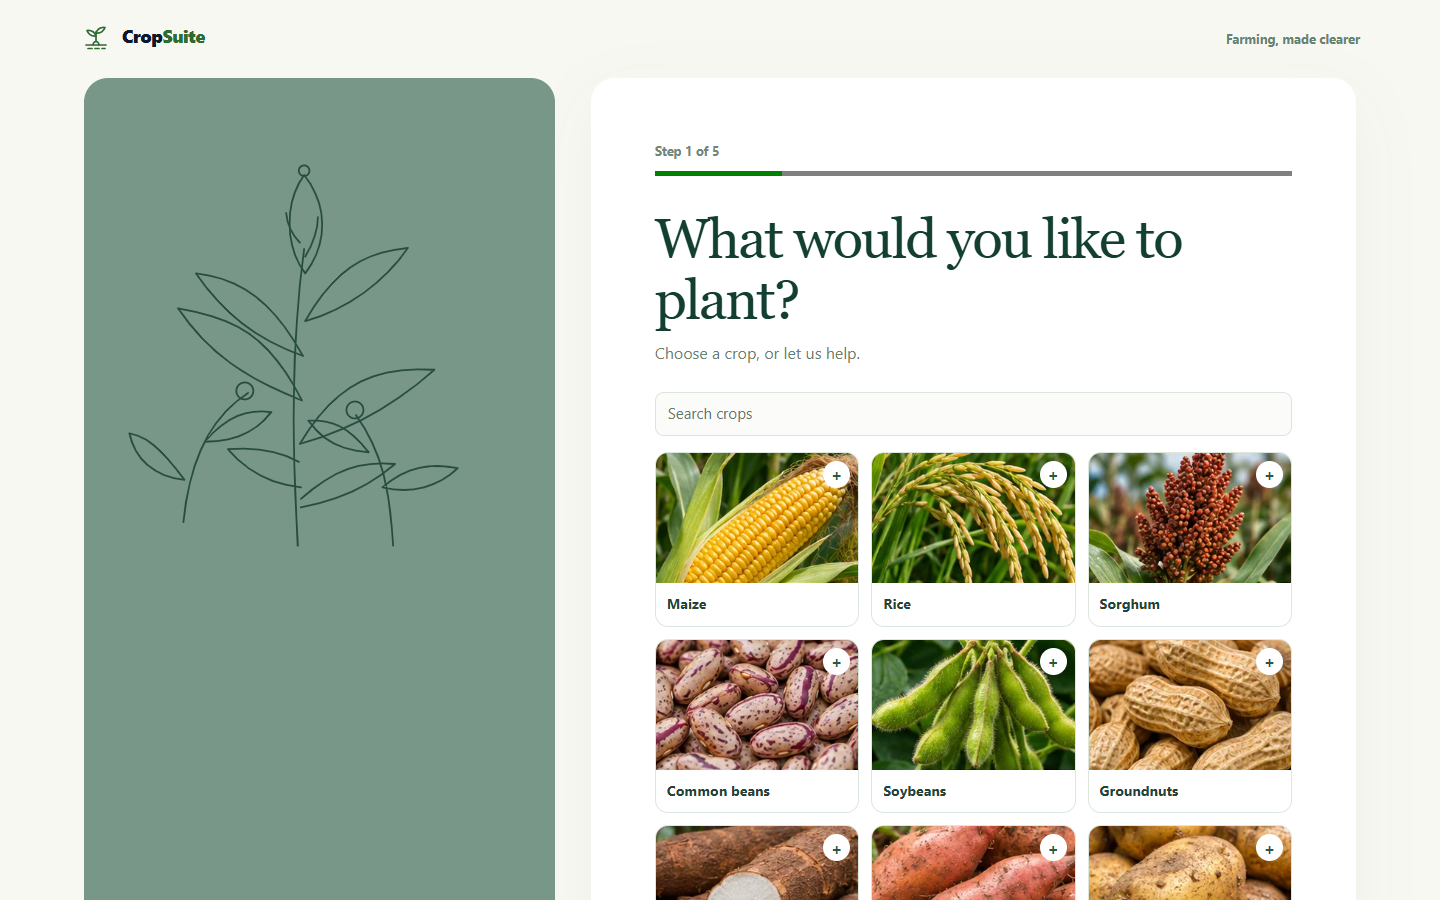 CropSuite
Farming, made clearer
Step 1 of 5
What would you like to
plant?
Choose a crop, or let us help.
Search crops
+
+
+
Maize
Rice
Sorghum
+
+
+
Common beans
Soybeans
Groundnuts
+
+
+